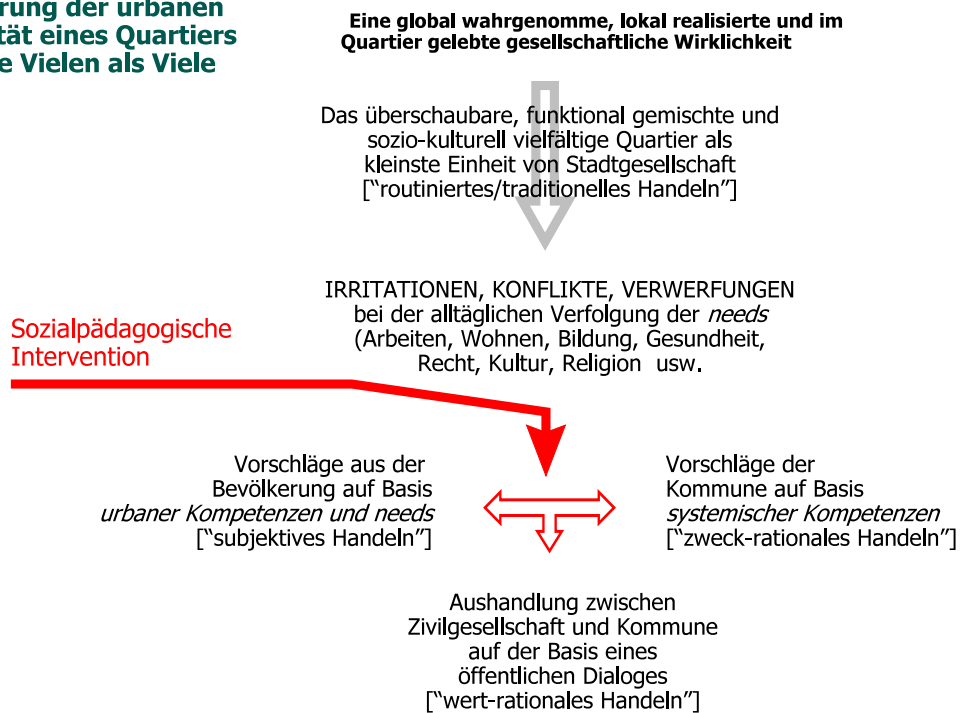 rung der urbanen
tät eines Quartiers
e Vielen als Viele
Eine global wahrgenomme, lokal realisierte und im
Quartier gelebte gesellschaftliche Wirklichkeit
Das überschaubare, funktional gemischte und
sozio-kulturell vielfältige Quartier als
kleinste Einheit von Stadtgesellschaft
["routiniertes/traditionelles Handeln"]
IRRITATIONEN, KONFLIKTE, VERWERFUNGEN
bei der alltäglichen Verfolgung der needs
(Arbeiten, Wohnen, Bildung, Gesundheit,
Recht, Kultur, Religion usw.
Sozialpädagogische
Intervention
Vorschläge aus der
Bevölkerung auf Basis
urbaner Kompetenzen und needs
["subjektives Handeln"]
Vorschläge der
Kommune auf Basis
systemischer Kompetenzen
["zweck-rationales Handeln"]
Aushandlung zwischen
Zivilgesellschaft und Kommune
auf der Basis eines
öffentlichen Dialoges
["wert-rationales Handeln"]